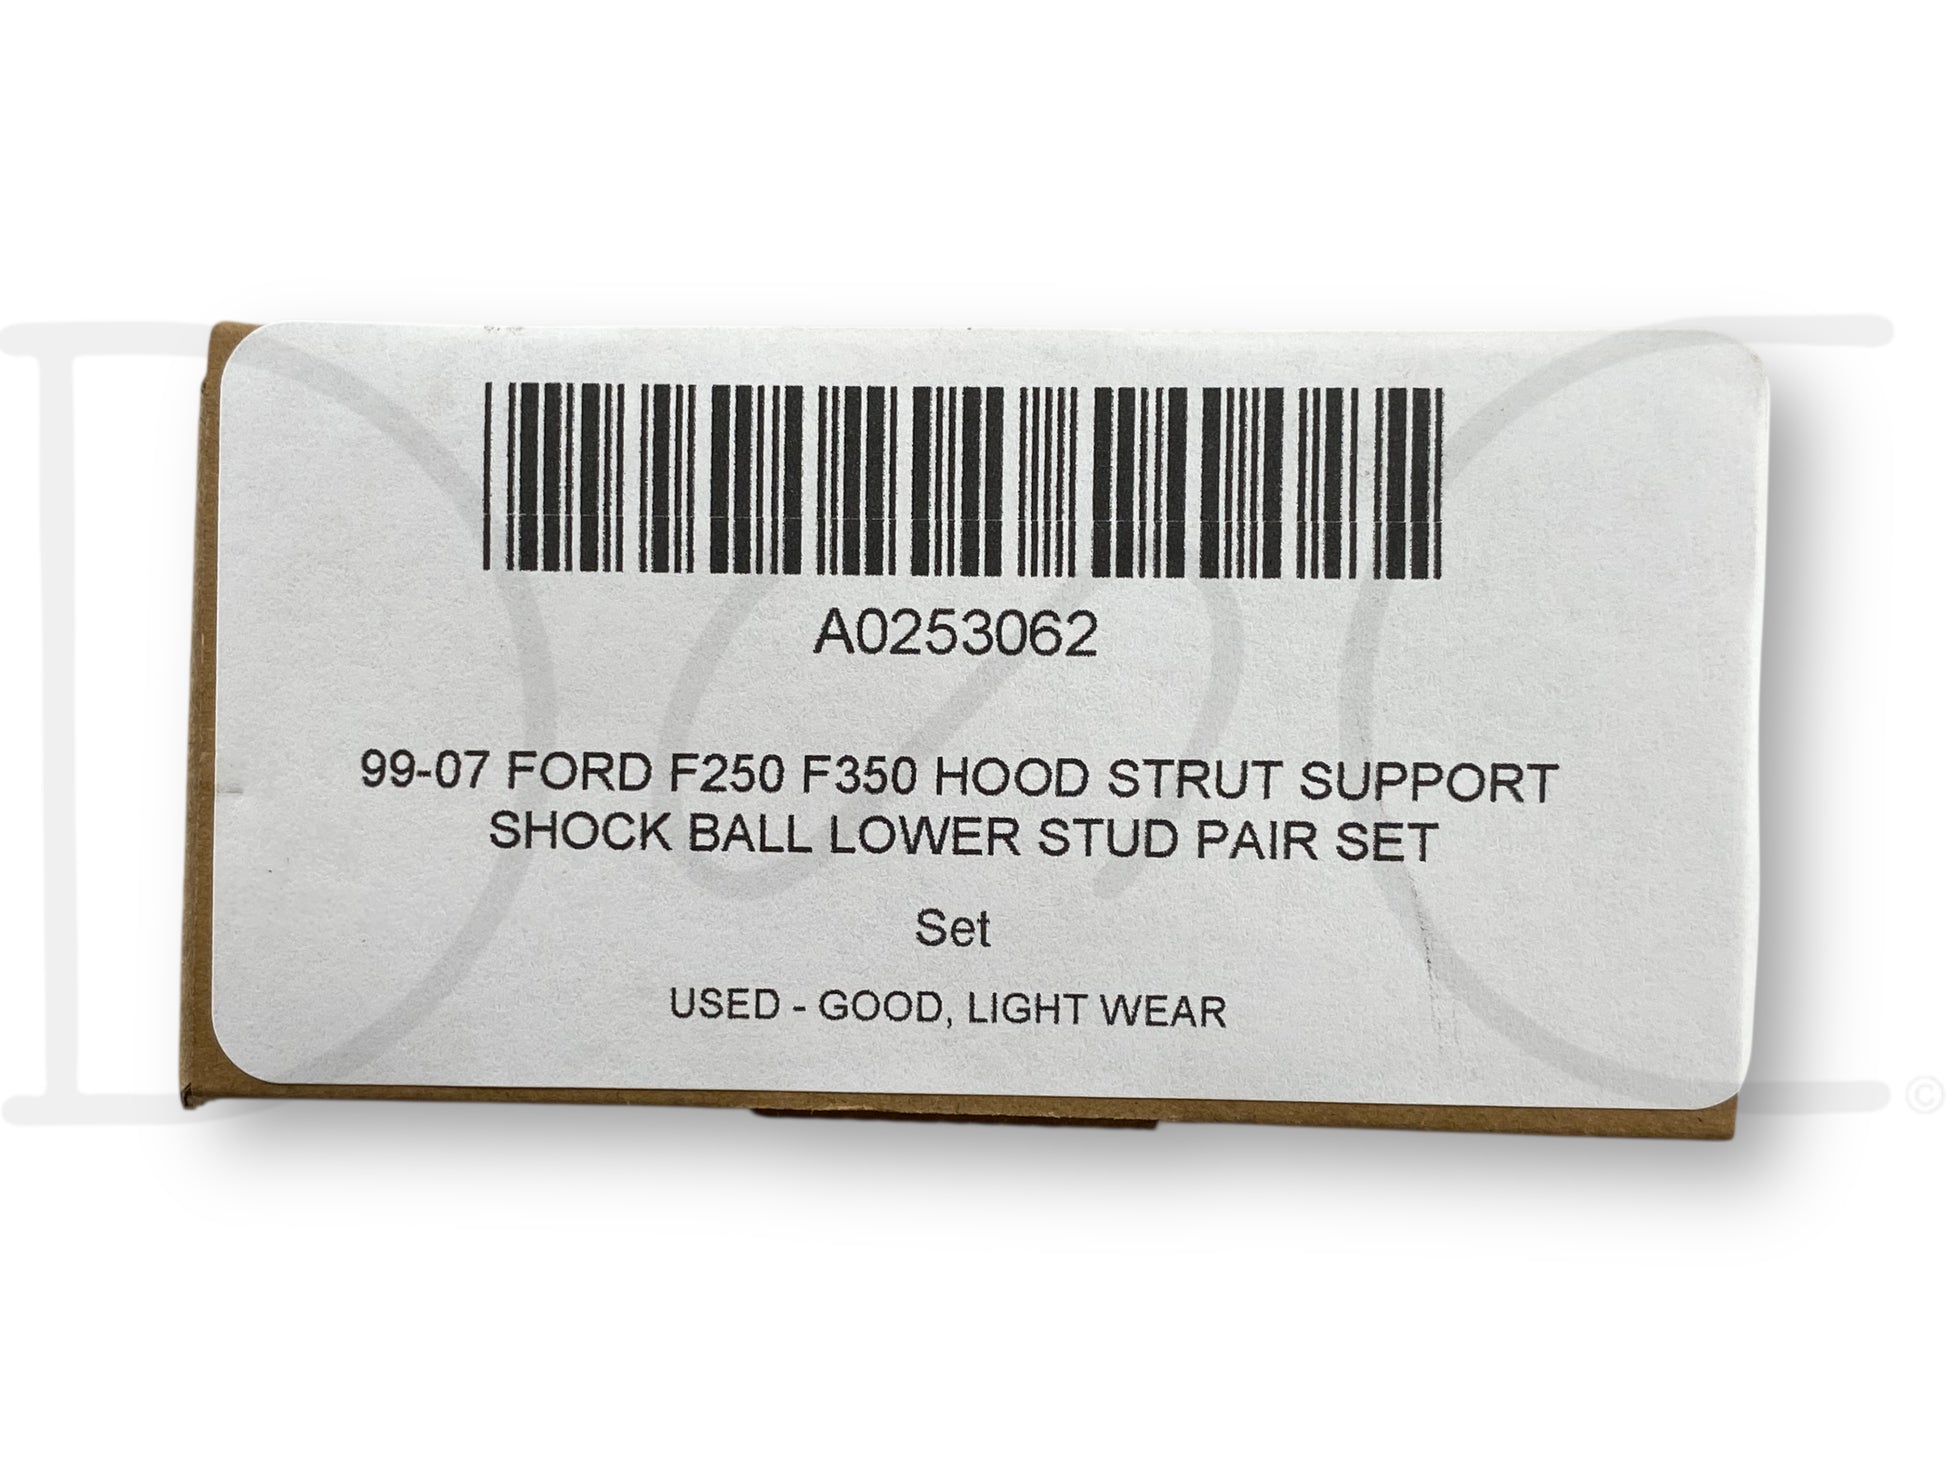 A0253062
99-07 FORD F250 F350 HOOD STRUT SUPPORT
SHOCK BALL LOWER STUD PAIR SET
Set
USED - GOOD, LIGHT WEAR
©